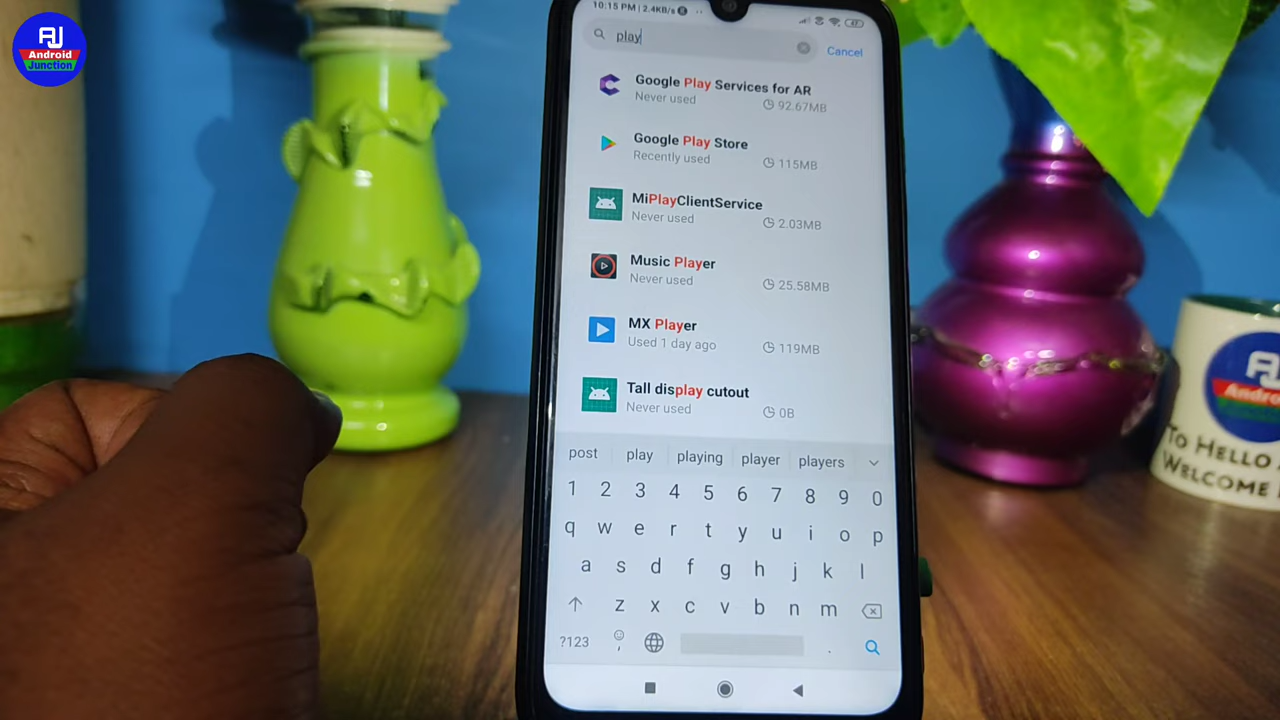 AJ
Android
Junction
10:15 PM | 2.4KB/s
play
Cancel
Google Play Services for AR
Never used
92.67MB
Google Play Store
Recently used
115MB
MiPlayClientService
Never used
2.03MB
Music Player
Never used
25.58MB
MX Player
Used 1 day ago
119MB
Tall display cutout
Never used
0B
post play playing player players
1 2 3 4 5 6 7 8 9 0
q w e r t y u i o p
a s d f g h j k l
z x c v b n m
?123 , .
AJ
To HELLO
WELCOME